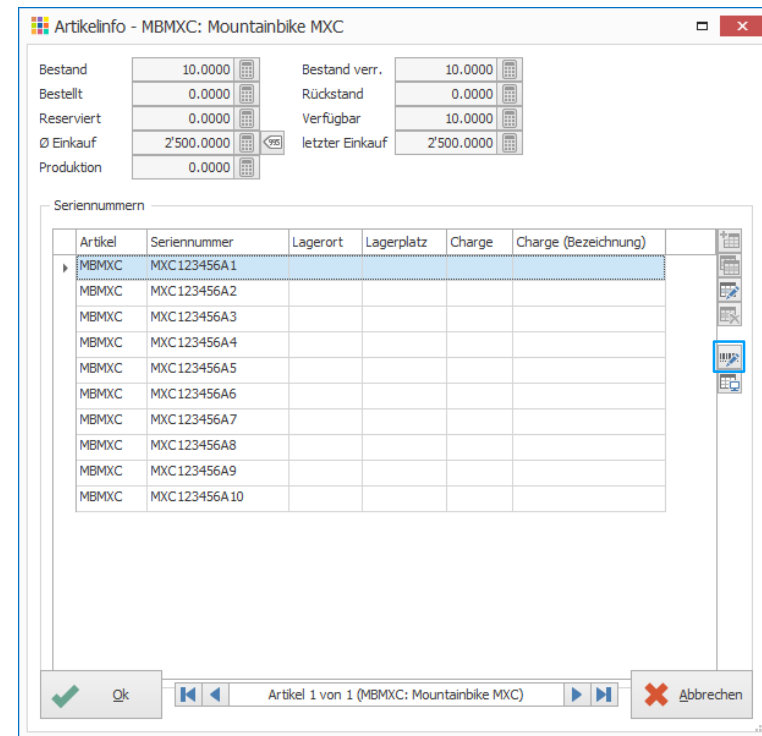 Artikelinfo - MBMXC: Mountainbike MXC
Bestand 10.0000 Bestand verr. 10.0000
Bestellt 0.0000 Rückstand 0.0000
Reserviert 0.0000 Verfügbar 10.0000
Ø Einkauf 2'500.0000 letzter Einkauf 2'500.0000
Produktion 0.0000
Seriennummern
Artikel Seriennummer Lagerort Lagerplatz Charge Charge (Bezeichnung)
MBMXC MXC123456A1
MBMXC MXC123456A2
MBMXC MXC123456A3
MBMXC MXC123456A4
MBMXC MXC123456A5
MBMXC MXC123456A6
MBMXC MXC123456A7
MBMXC MXC123456A8
MBMXC MXC123456A9
MBMXC MXC123456A10
Ok Artikel 1 von 1 (MBMXC: Mountainbike MXC) Abbrechen